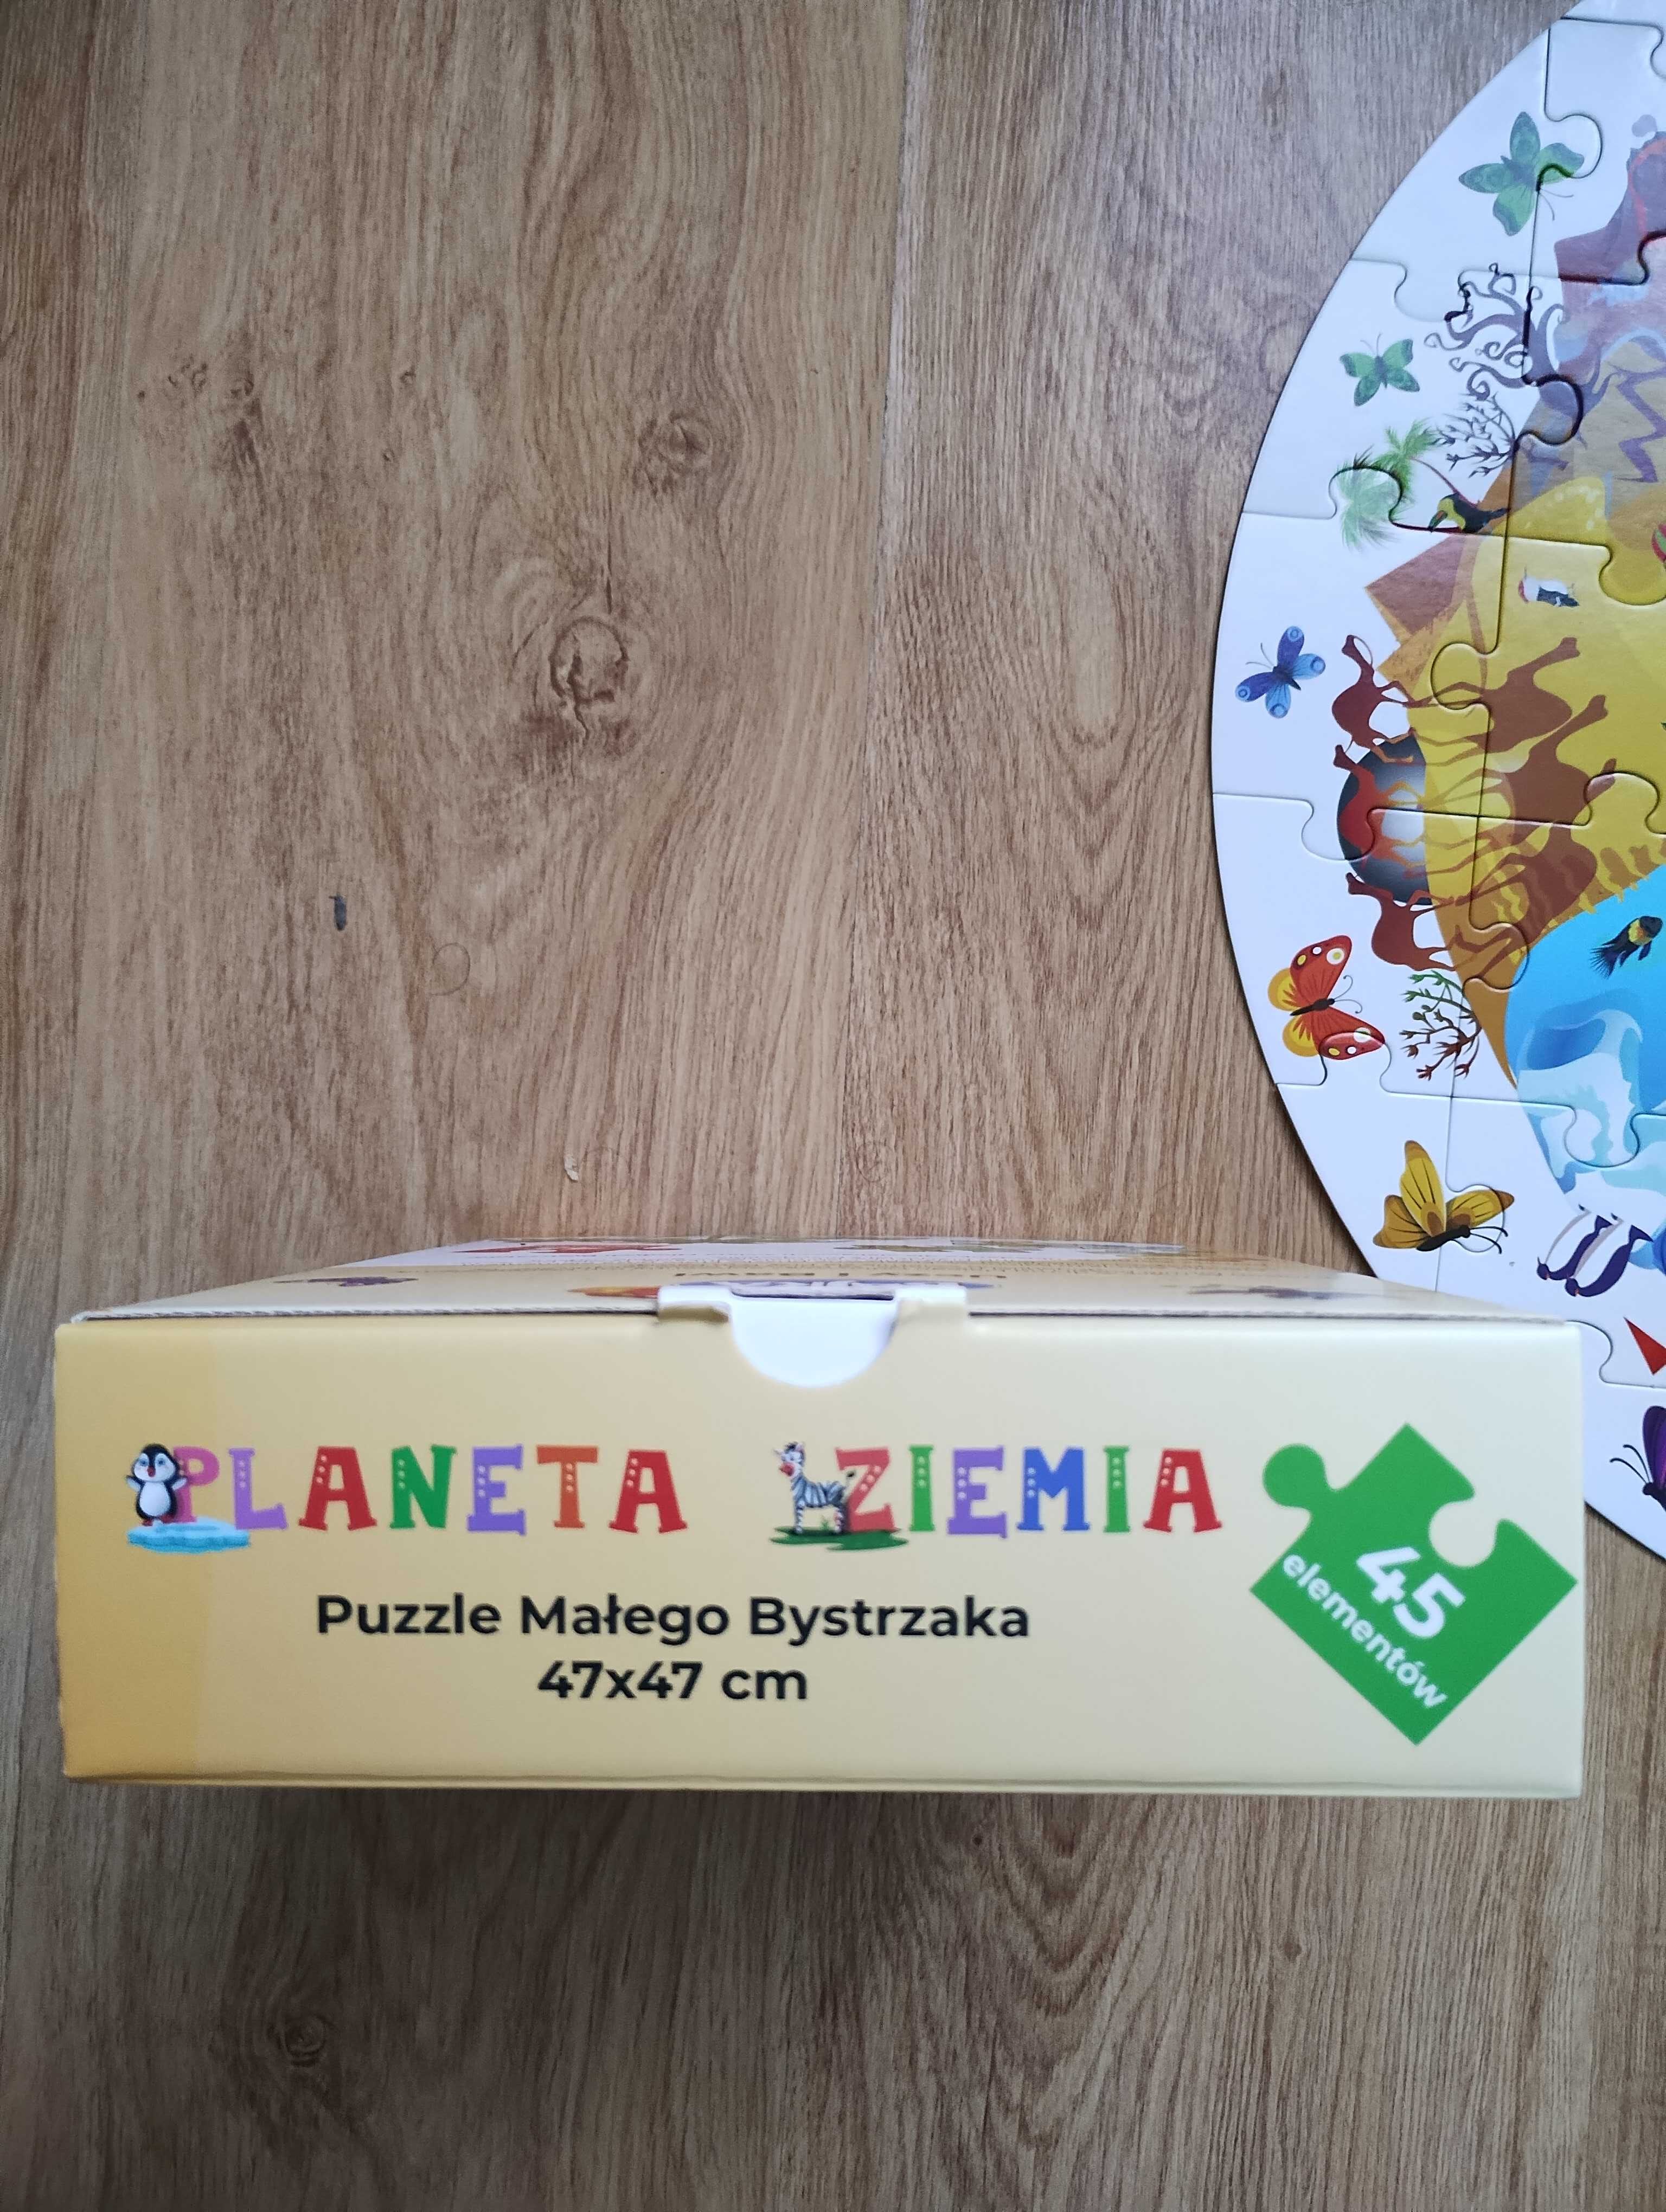 PLANETA ZIEMIA
Puzzle Małego Bystrzaka
47x47 cm
45
elementów